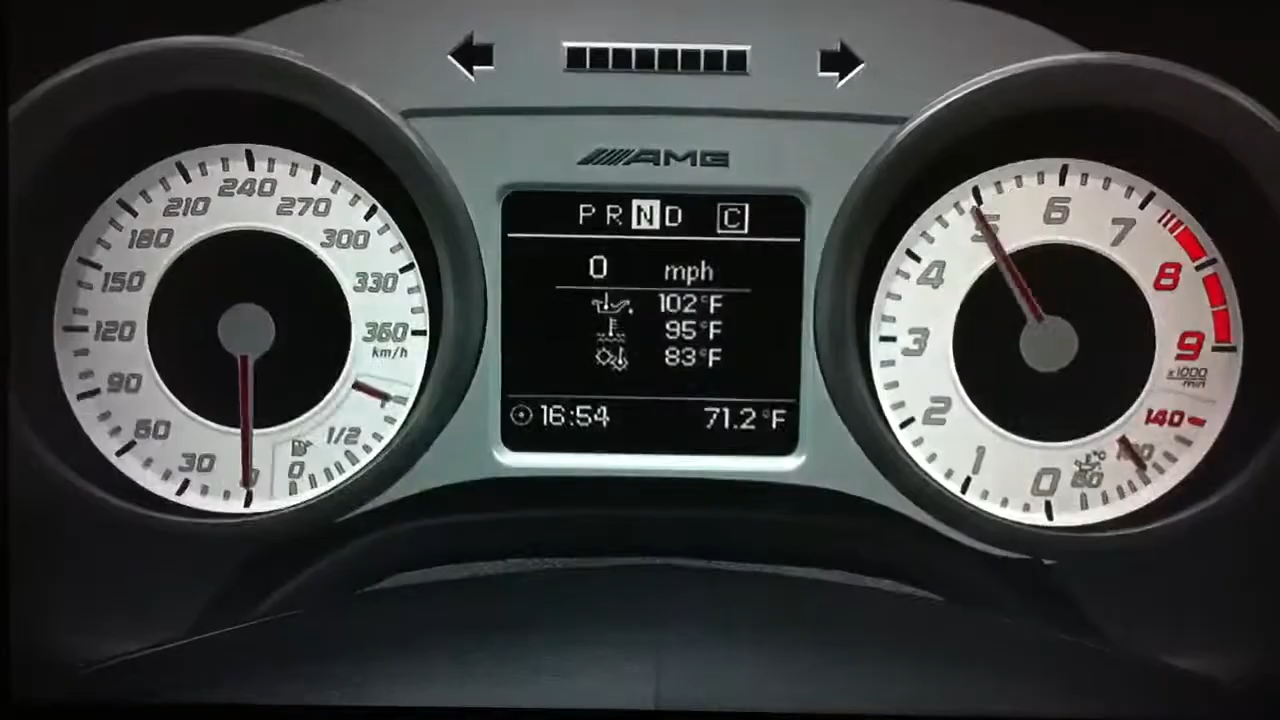 AMG
P R N D C
0 mph
102°F
95°F
83°F
16:54 71.2°F
0
30
60
90
120
150
180
210
240
270
300
330
360
km/h
1/2
0
0
1
2
3
4
5
6
7
8
9
x1000
min
140
°C
60